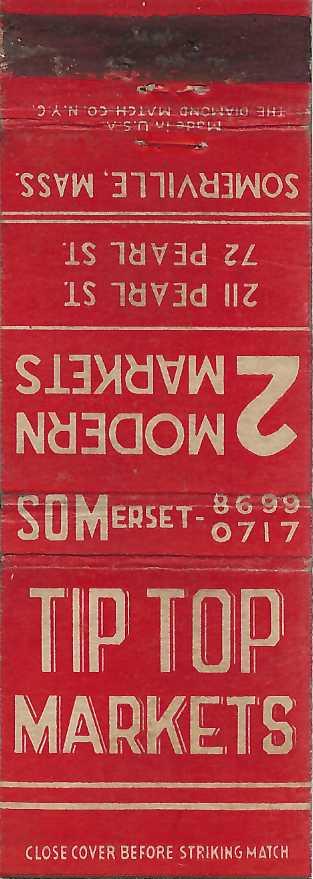 TIP TOP
MARKETS
CLOSE COVER BEFORE STRIKING MATCH
SOMERSET- 8699
0717
2 MODERN
MARKETS
211 PEARL ST.
72 PEARL ST.
SOMERVILLE, MASS.
THE DIAMOND MATCH CO. N.Y.C.
Made in U.S.A.